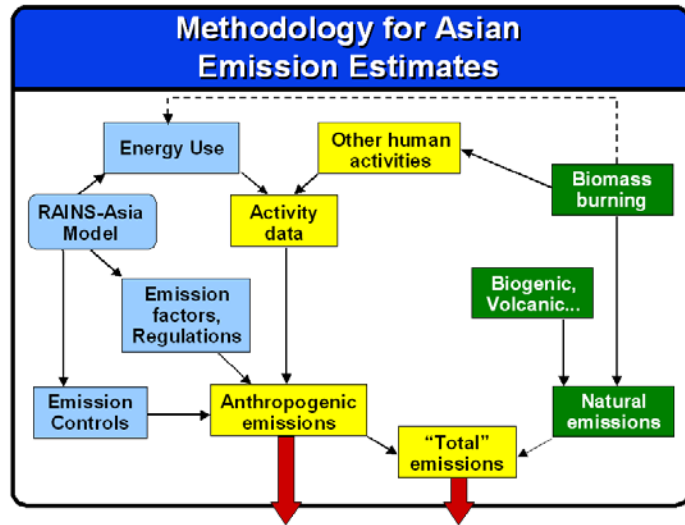 Methodology for Asian
Emission Estimates
Energy Use
Other human
activities
Biomass
burning
RAINS-Asia
Model
Activity
data
Emission
factors,
Regulations
Biogenic,
Volcanic...
Emission
Controls
Anthropogenic
emissions
Natural
emissions
“Total”
emissions